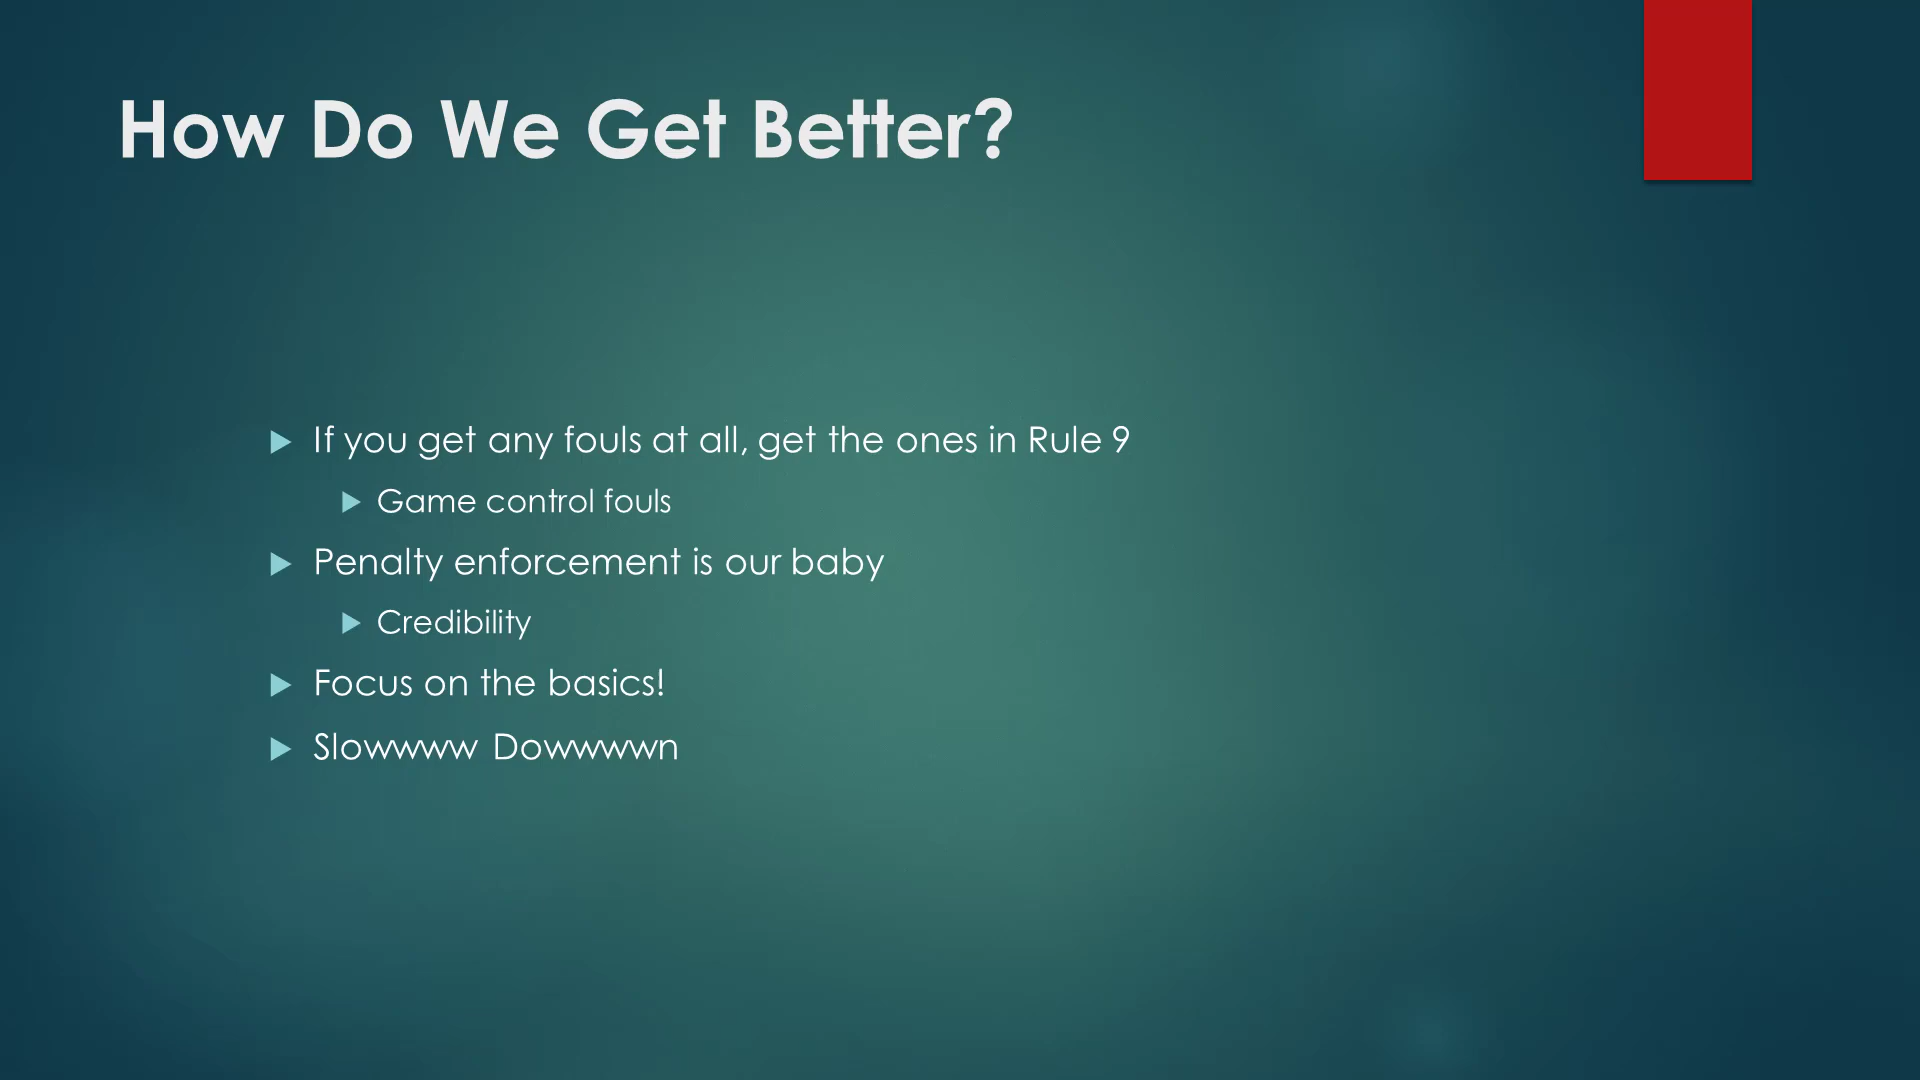 How Do We Get Better?
If you get any fouls at all, get the ones in Rule 9
Game control fouls
Penalty enforcement is our baby
Credibility
Focus on the basics!
Slowwww Dowwwwn